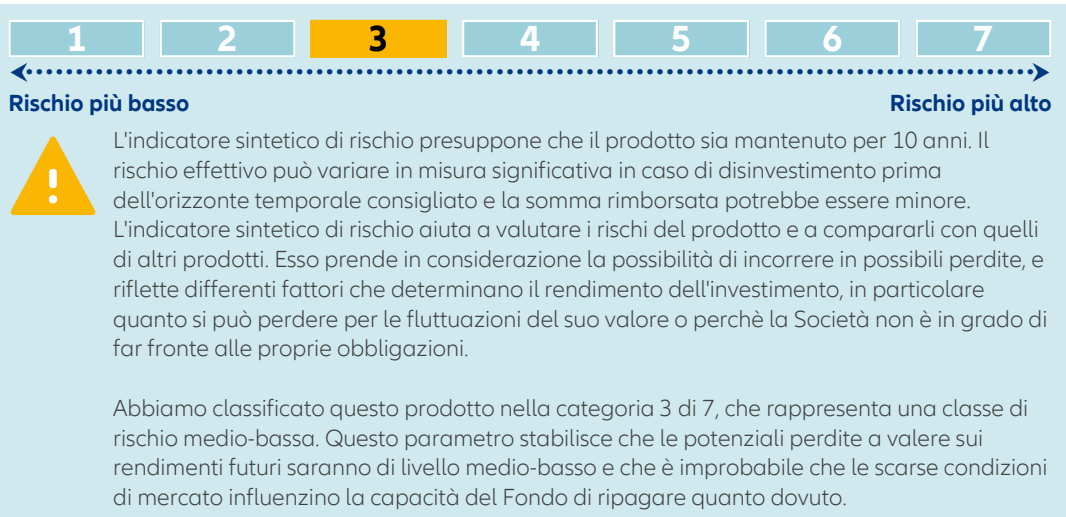 1 2 3 4 5 6 7
Rischio più basso Rischio più alto
L'indicatore sintetico di rischio presuppone che il prodotto sia mantenuto per 10 anni. Il
rischio effettivo può variare in misura significativa in caso di disinvestimento prima
dell'orizzonte temporale consigliato e la somma rimborsata potrebbe essere minore.
L'indicatore sintetico di rischio aiuta a valutare i rischi del prodotto e a compararli con quelli
di altri prodotti. Esso prende in considerazione la possibilità di incorrere in possibili perdite, e
riflette differenti fattori che determinano il rendimento dell'investimento, in particolare
quanto si può perdere per le fluttuazioni del suo valore o perchè la Società non è in grado di
far fronte alle proprie obbligazioni.
Abbiamo classificato questo prodotto nella categoria 3 di 7, che rappresenta una classe di
rischio medio-bassa. Questo parametro stabilisce che le potenziali perdite a valere sui
rendimenti futuri saranno di livello medio-basso e che è improbabile che le scarse condizioni
di mercato influenzino la capacità del Fondo di ripagare quanto dovuto.